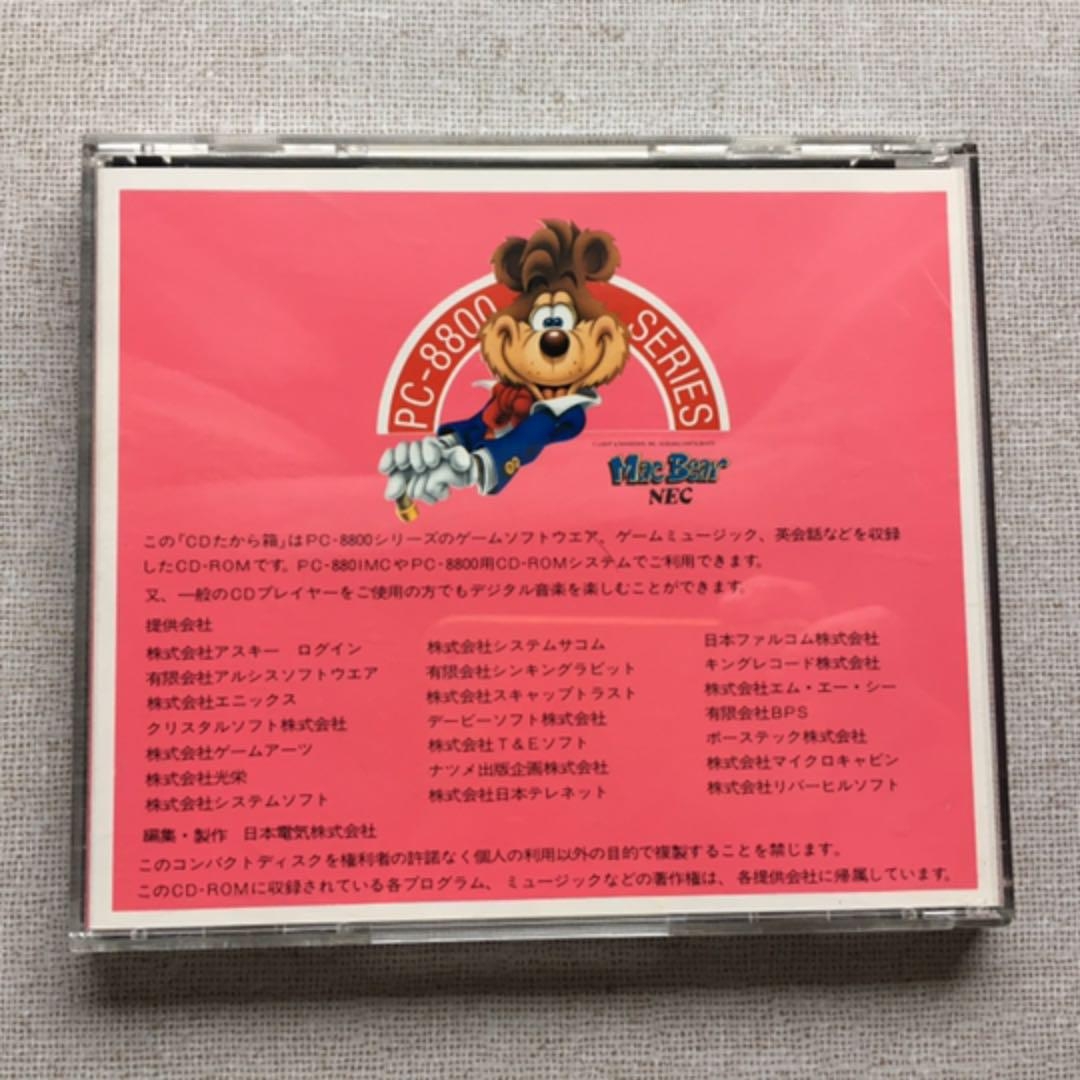 PC-8800 SERIES
Mac Bear
NEC
この「CDたから箱」はPC-8800シリーズのゲームソフトウエア、ゲームミュージック、英会話などを収録
したCD-ROMです。PC-8801MCやPC-8800用CD-ROMシステムでご利用できます。
又、一般のCDプレイヤーをご使用の方でもデジタル音楽を楽しむことができます。
提供会社
株式会社アスキー ログイン
有限会社アルシスソフトウエア
株式会社エニックス
クリスタルソフト株式会社
株式会社ゲームアーツ
株式会社光栄
株式会社システムソフト
株式会社システムサコム
有限会社シンキングラビット
株式会社スキャップトラスト
デービーソフト株式会社
株式会社T&Eソフト
ナツメ出版企画株式会社
株式会社日本テレネット
日本ファルコム株式会社
キングレコード株式会社
株式会社エム・エー・シー
有限会社BPS
ボーステック株式会社
株式会社マイクロキャビン
株式会社リバーヒルソフト
編集・製作 日本電気株式会社
このコンパクトディスクを権利者の許諾なく個人の利用以外の目的で複製することを禁じます。
このCD-ROMに収録されている各プログラム、ミュージックなどの著作権は、各提供会社に帰属しています。